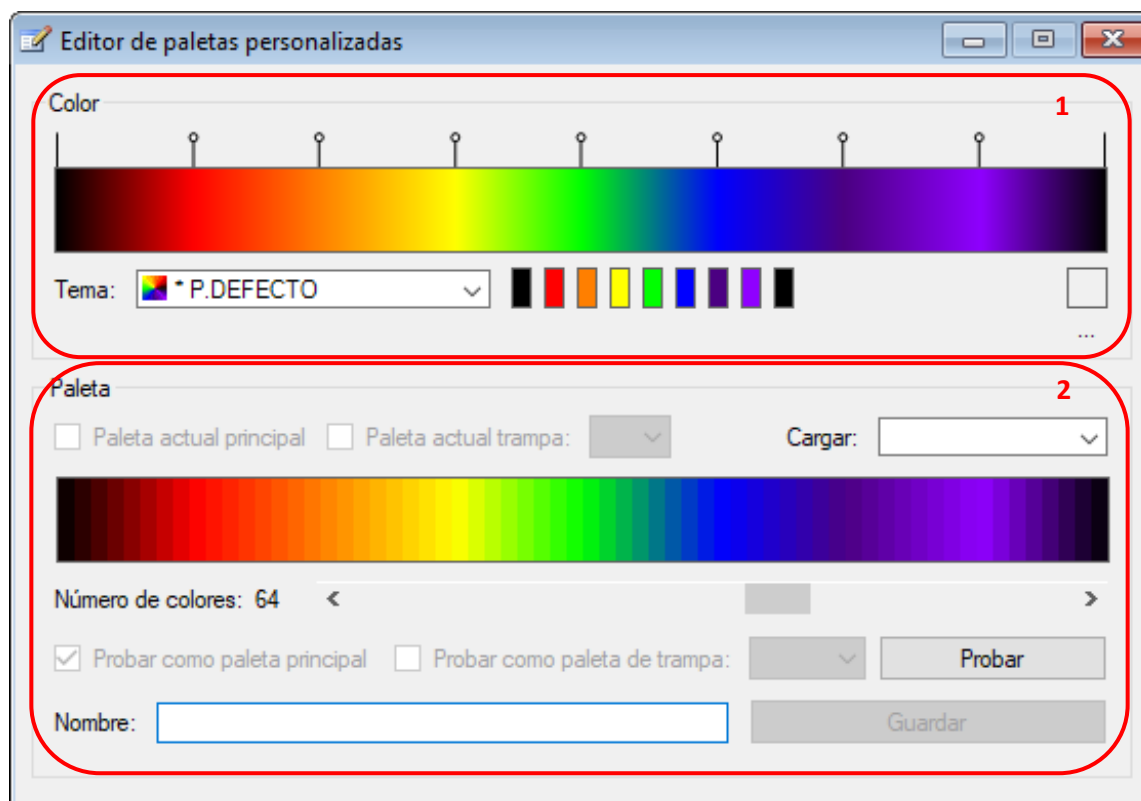 Editor de paletas personalizadas
Color
1
Tema: * P.DEFECTO
...
Paleta
2
Paleta actual principal Paleta actual trampa: Cargar:
Número de colores: 64
Probar como paleta principal Probar como paleta de trampa: Probar
Nombre: Guardar